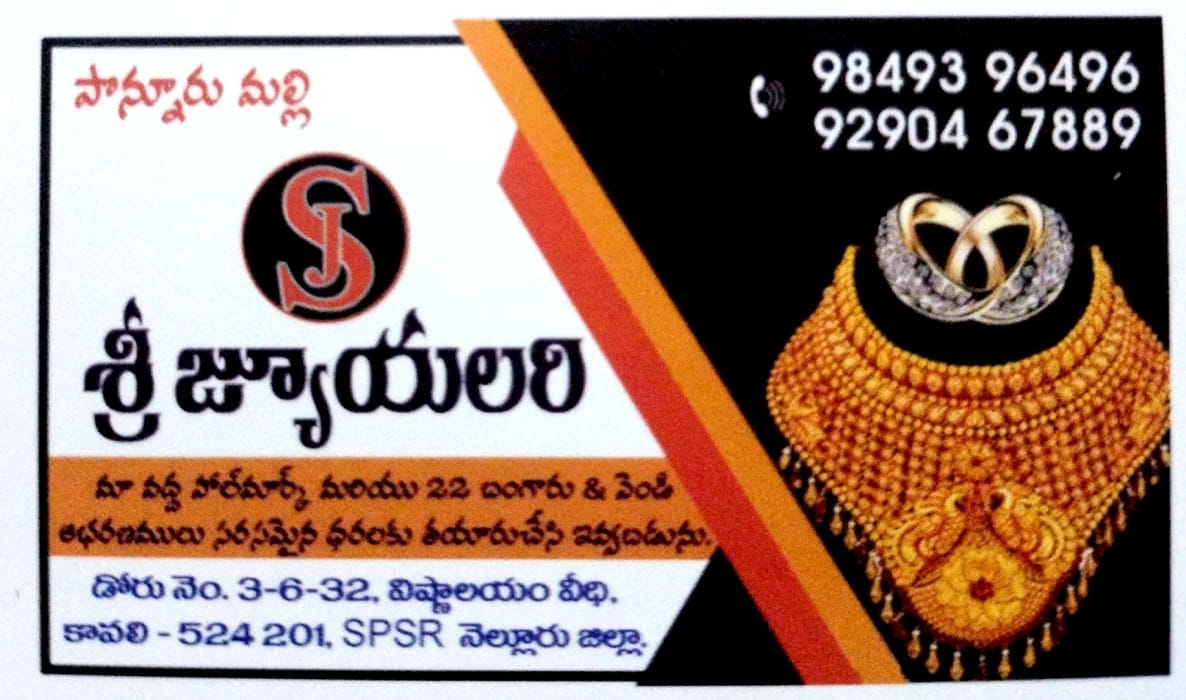 పొన్నూరు మల్లి
98493 96496
92904 67889
SJ
శ్రీ జ్యూయలరి
మా వద్ద హాల్‌మార్క్ మరియు 22 బంగారు & వెండి
ఆభరణములు సరసమైన ధరలకు తయారుచేసి ఇవ్వబడును.
డోరు నెం. 3-6-32, విష్ణాలయం వీధి,
కావలి - 524 201, SPSR నెల్లూరు జిల్లా.